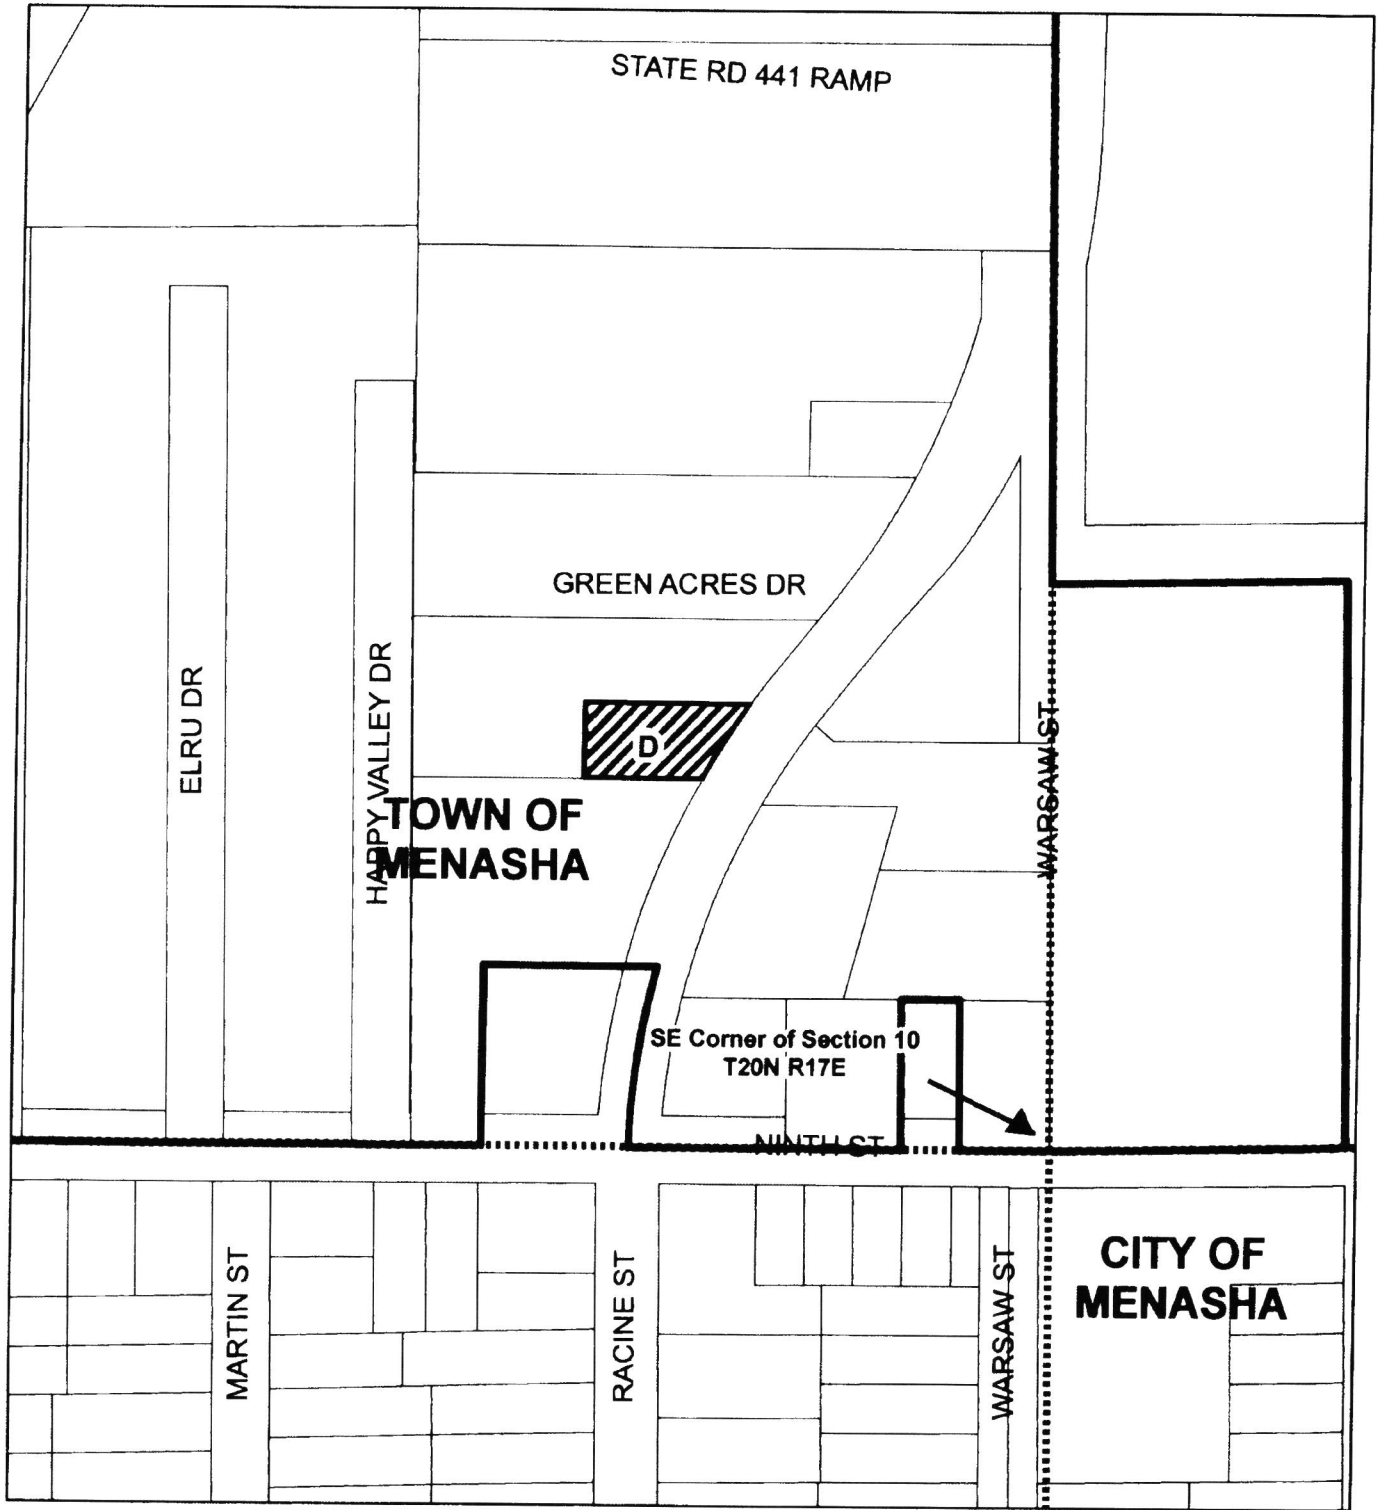 STATE RD 441 RAMP
GREEN ACRES DR
ELRU DR
HAPPY VALLEY DR
D
WARSAW ST
TOWN OF
MENASHA
SE Corner of Section 10
T20N R17E
NINTH ST
MARTIN ST
RACINE ST
WARSAW ST
CITY OF
MENASHA